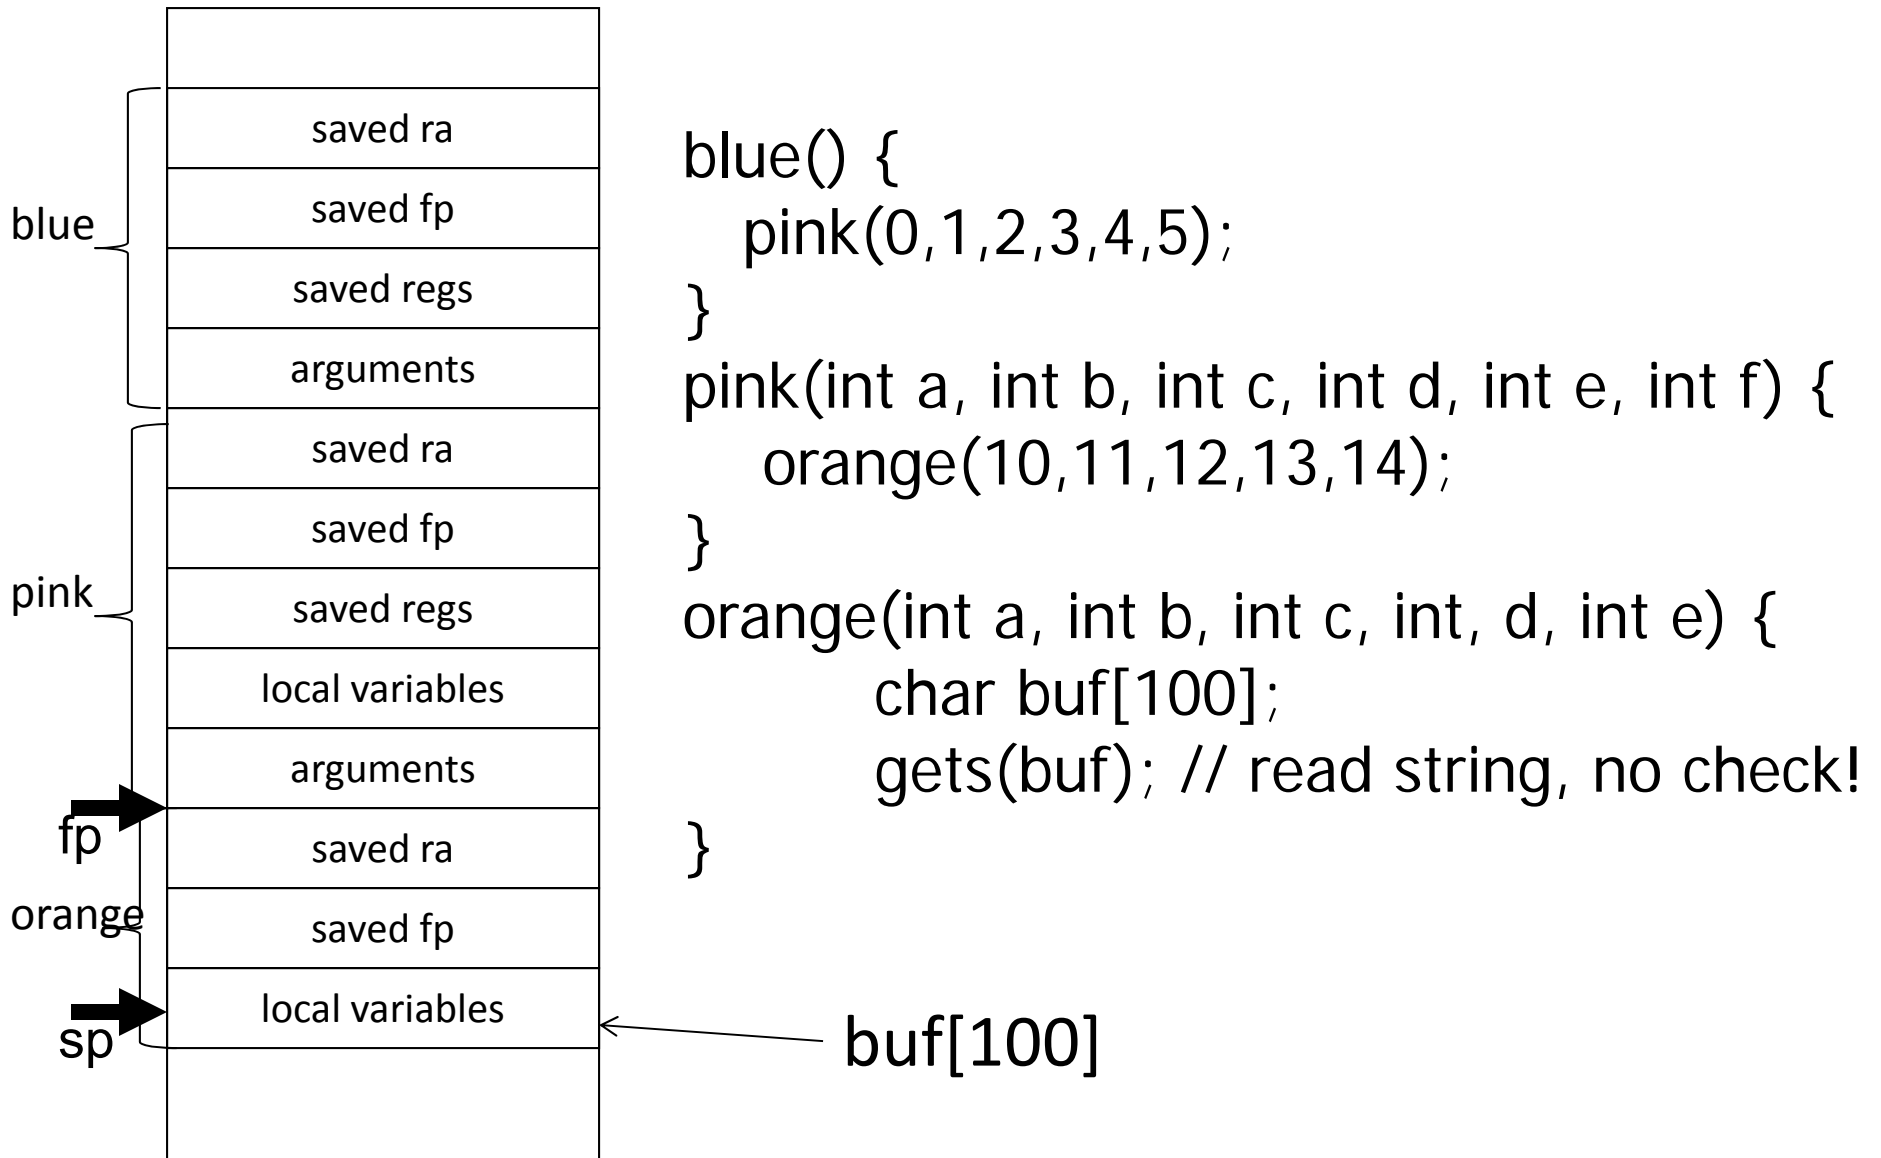 blue
pink
fp
orange
sp
saved ra
saved fp
saved regs
arguments
saved ra
saved fp
saved regs
local variables
arguments
saved ra
saved fp
local variables
blue() {
pink(0,1,2,3,4,5);
}
pink(int a, int b, int c, int d, int e, int f) {
orange(10,11,12,13,14);
}
orange(int a, int b, int c, int, d, int e) {
char buf[100];
gets(buf); // read string, no check!
}
buf[100]